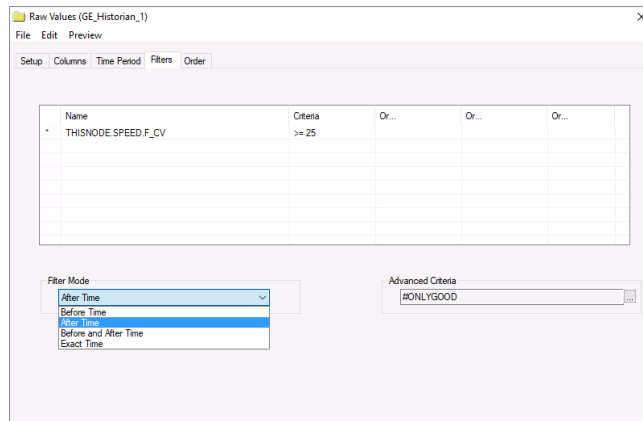 Raw Values (GE_Historian_1)
File Edit Preview
Setup Columns Time Period Filters Order
Name Criteria Or... Or... Or...
* THISNODE.SPEED.F_CV >= 25
Filter Mode Advanced Criteria
After Time #ONLYGOOD ...
Before Time
After Time
Before and After Time
Exact Time